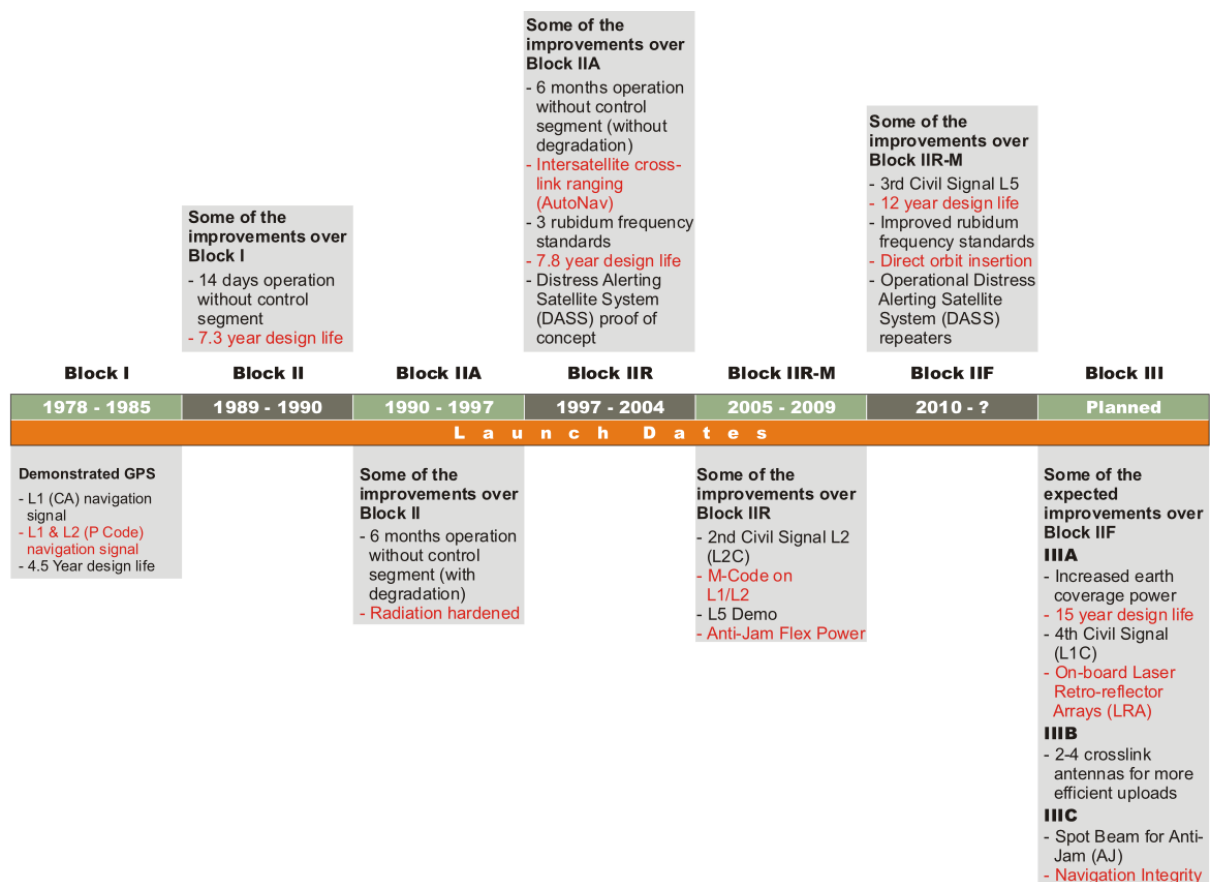 Some of the
improvements over
Block IIA
- 6 months operation
without control
segment (without
degradation)
- Intersatellite cross-
link ranging
(AutoNav)
- 3 rubidum frequency
standards
- 7.8 year design life
- Distress Alerting
Satellite System
(DASS) proof of
concept
Some of the
improvements over
Block IIR-M
- 3rd Civil Signal L5
- 12 year design life
- Improved rubidum
frequency standards
- Direct orbit insertion
- Operational Distress
Alerting Satellite
System (DASS)
repeaters
Some of the
improvements over
Block I
- 14 days operation
without control
segment
- 7.3 year design life
Block I Block II Block IIA Block IIR Block IIR-M Block IIF Block III
1978 - 1985 1989 - 1990 1990 - 1997 1997 - 2004 2005 - 2009 2010 - ? Planned
Launch Dates
Demonstrated GPS
- L1 (CA) navigation
signal
- L1 & L2 (P Code)
navigation signal
- 4.5 Year design life
Some of the
improvements over
Block II
- 6 months operation
without control
segment (with
degradation)
- Radiation hardened
Some of the
improvements over
Block IIR
- 2nd Civil Signal L2
(L2C)
- M-Code on
L1/L2
- L5 Demo
- Anti-Jam Flex Power
Some of the
expected
improvements over
Block IIF
IIIA
- Increased earth
coverage power
- 15 year design life
- 4th Civil Signal
(L1C)
- On-board Laser
Retro-reflector
Arrays (LRA)
IIIB
- 2-4 crosslink
antennas for more
efficient uploads
IIIC
- Spot Beam for Anti-
Jam (AJ)
- Navigation Integrity